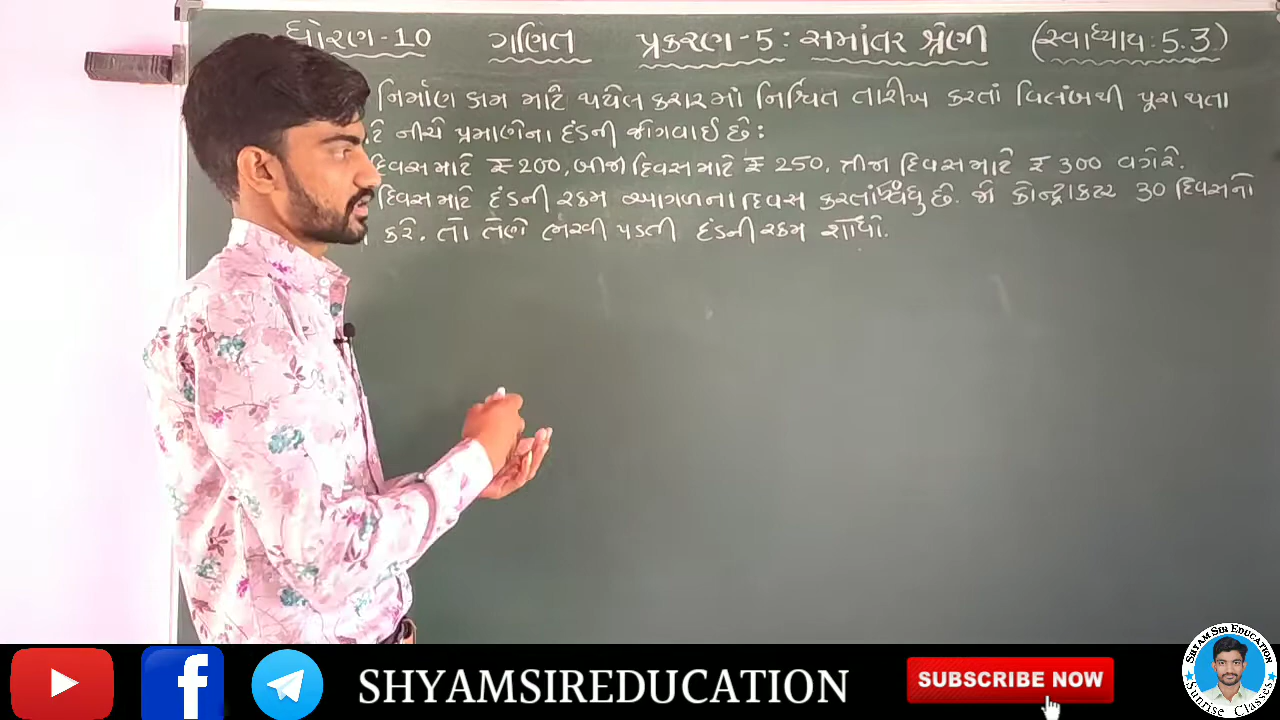 ધોરણ-10 ગણિત પ્રકરણ-5 : સમાંતર શ્રેણી (સ્વાધ્યાય : 5.3)
નિર્માણ કામ માટે થયેલ કરારમાં નિશ્ચિત તારીખ કરતાં વિલંબથી પૂરા થતા
નીચે પ્રમાણેના દંડની જોગવાઈ છે :
દિવસ માટે ₹ 200, બીજા દિવસ માટે ₹ 250, ત્રીજા દિવસ માટે ₹ 300 વગેરે.
દિવસ માટે દંડની રકમ આગળના દિવસ કરતાં વધુ છે. જો કોન્ટ્રાક્ટર 30 દિવસનો
કરે, તો તેણે ભરવી પડતી દંડની રકમ શોધો.
SHYAMSIREDUCATION
SUBSCRIBE NOW
SHYAM SIR EDUCATION
Sunrise Classes